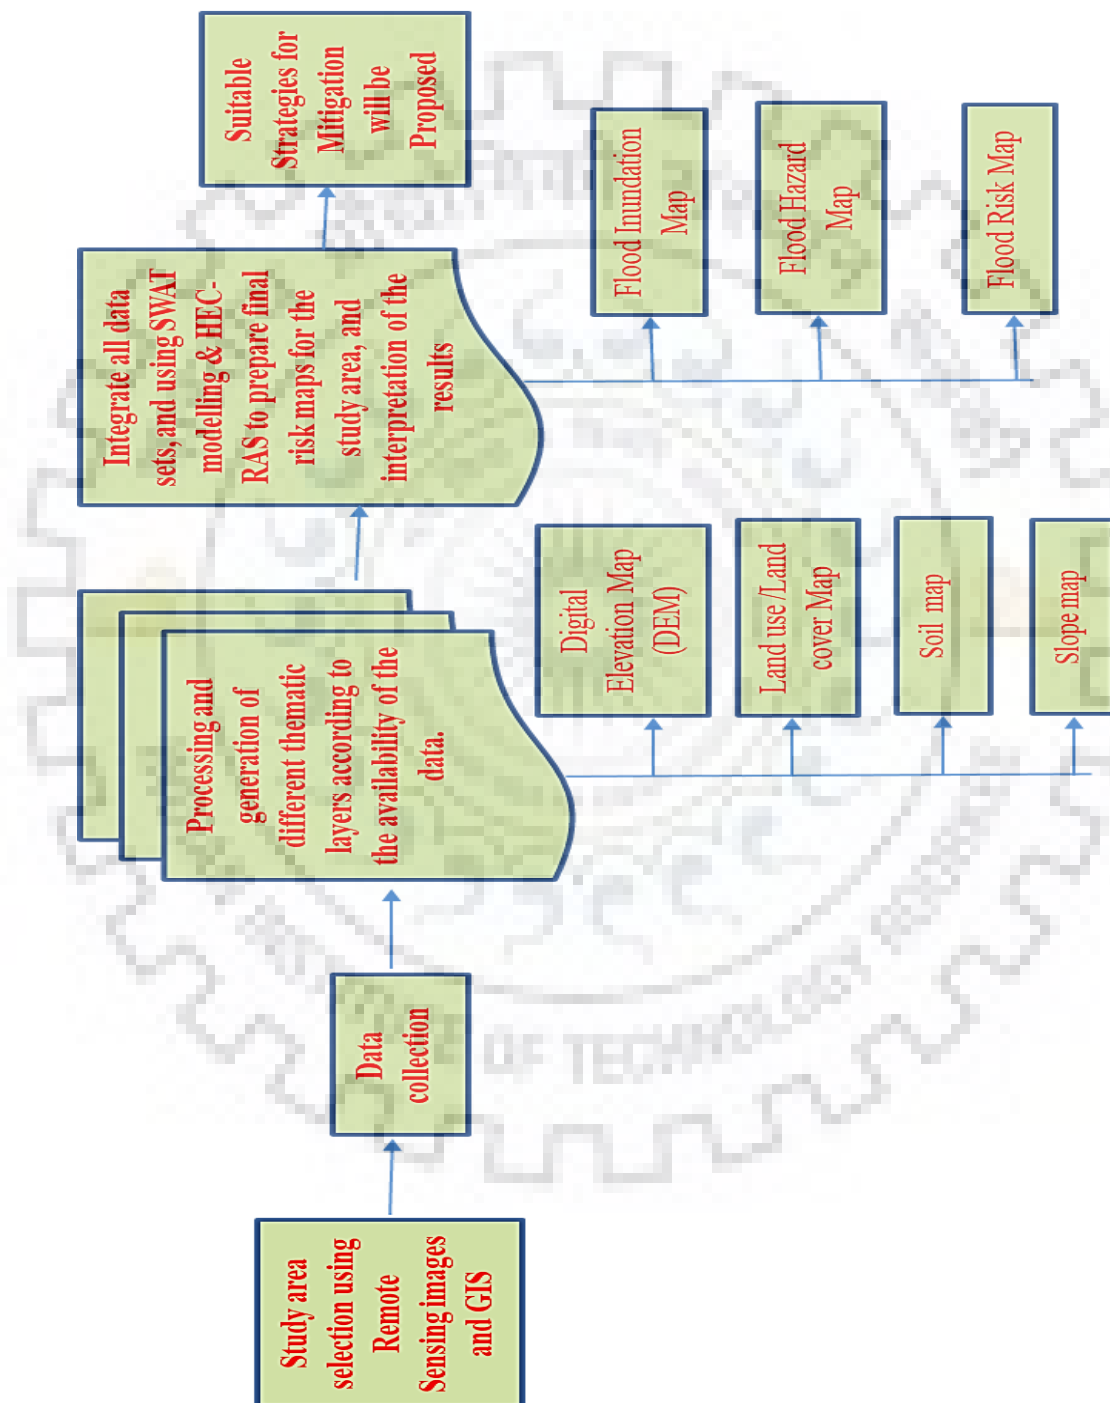 Study area
selection using
Remote
Sensing images
and GIS
Data
collection
Processing and
generation of
different thematic
layers according to
the availability of the
data.
Digital
Elevation Map
(DEM)
Land use /Land
cover Map
Soil map
Slope map
Integrate all data
sets, and using SWAT
modelling & HEC-
RAS to prepare final
risk maps for the
study area, and
interpretation of the
results
Flood Inundation
Map
Flood Hazard
Map
Flood Risk Map
Suitable
Strategies for
Mitigation
will be
Proposed
OF TECHNOLOGY